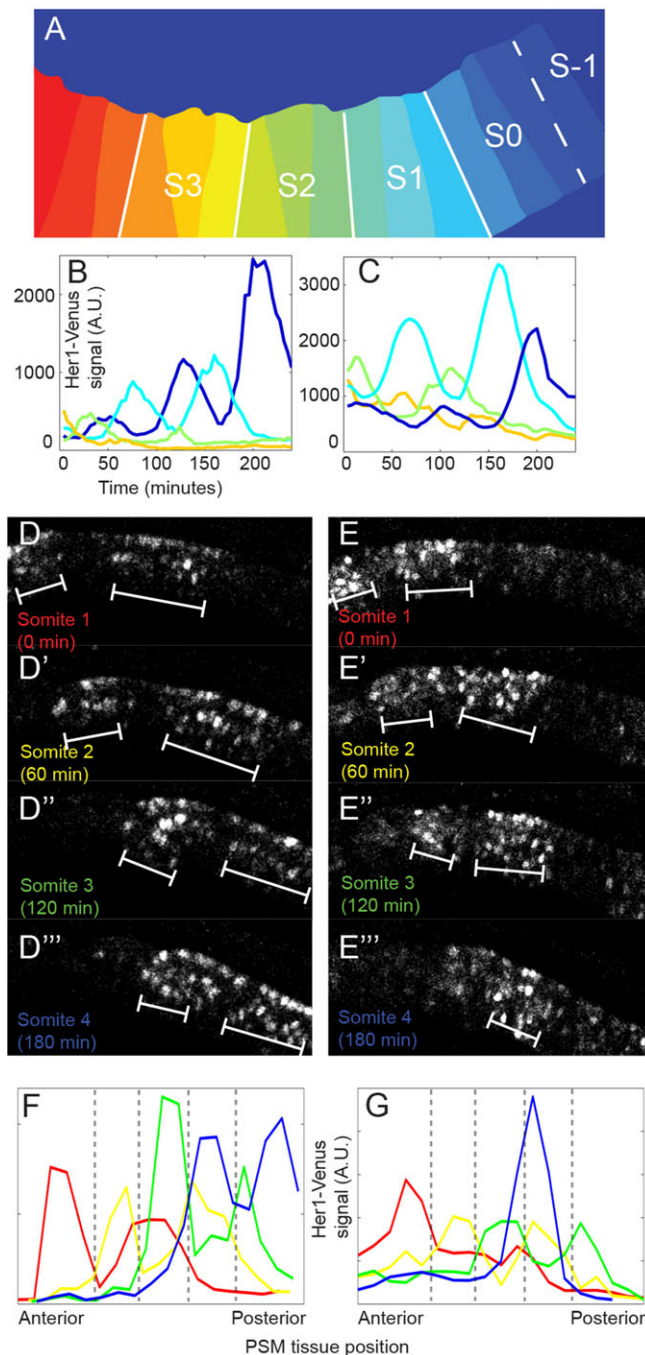 A
S-1
S0
S3
S2
S1
B
C
Her1-Venus
signal (A.U.)
2000
1000
0
3000
2000
1000
0
0 50 100 150 200
0 50 100 150 200
Time (minutes)
D
Somite 1
(0 min)
E
Somite 1
(0 min)
D'
Somite 2
(60 min)
E'
Somite 2
(60 min)
D''
Somite 3
(120 min)
E''
Somite 3
(120 min)
D'''
Somite 4
(180 min)
E'''
Somite 4
(180 min)
F
G
Her1-Venus
signal (A.U.)
Anterior Posterior
Anterior Posterior
PSM tissue position